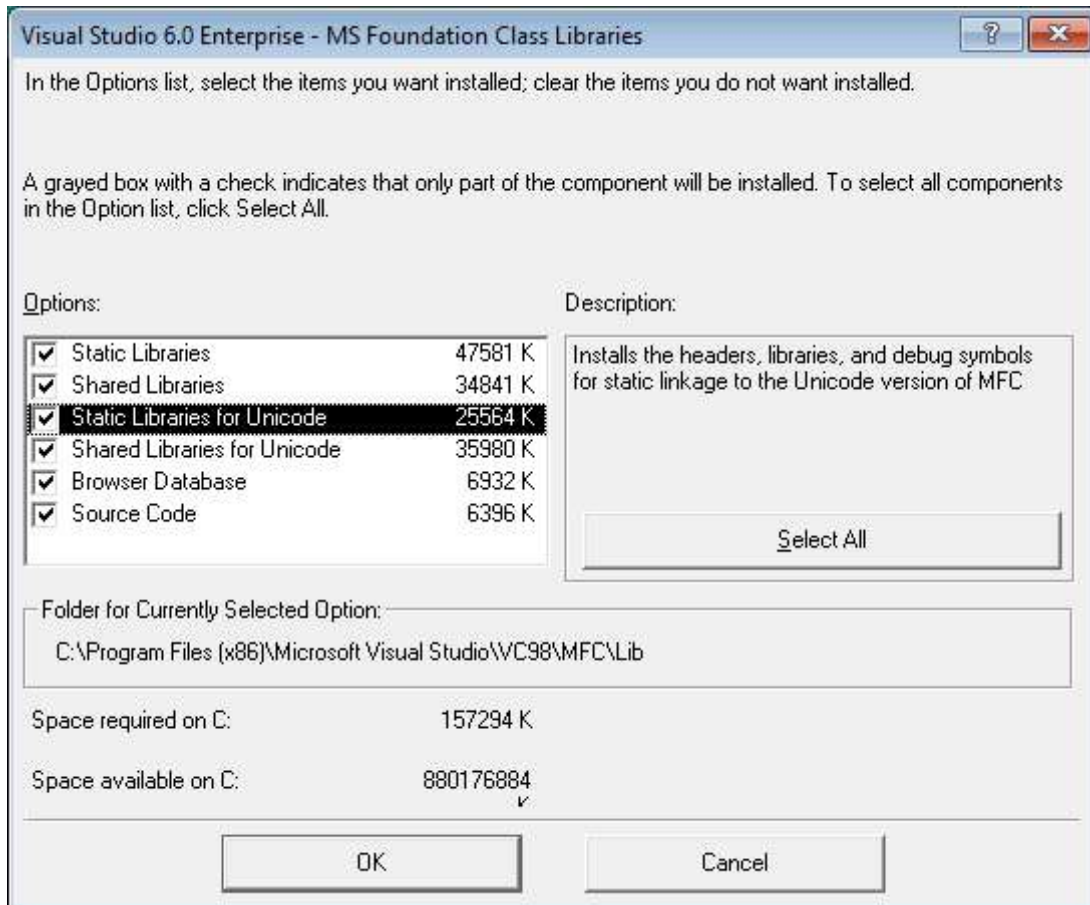 Visual Studio 6.0 Enterprise - MS Foundation Class Libraries
In the Options list, select the items you want installed; clear the items you do not want installed.
A grayed box with a check indicates that only part of the component will be installed. To select all components
in the Option list, click Select All.
Options:
Static Libraries 47581 K
Shared Libraries 34841 K
Static Libraries for Unicode 25564 K
Shared Libraries for Unicode 35980 K
Browser Database 6932 K
Source Code 6396 K
Description:
Installs the headers, libraries, and debug symbols
for static linkage to the Unicode version of MFC
Select All
Folder for Currently Selected Option:
C:\Program Files (x86)\Microsoft Visual Studio\VC98\MFC\Lib
Space required on C: 157294 K
Space available on C: 880176884
OK
Cancel